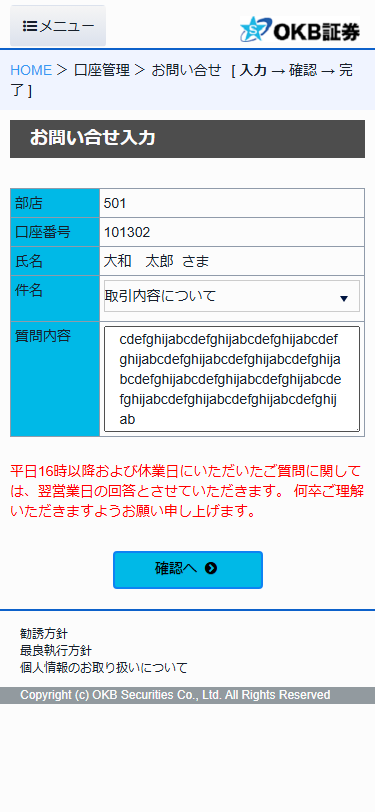 メニュー
OKB証券
HOME ＞ 口座管理 ＞ お問い合せ [ 入力 → 確認 → 完
了 ]
お問い合せ入力
部店 501
口座番号 101302
氏名 大和　太郎 さま
件名 取引内容について
質問内容 cdefghijabcdefghijabcdefghijabcdef
ghijabcdefghijabcdefghijabcdefghija
bcdefghijabcdefghijabcdefghijabcde
fghijabcdefghijabcdefghijabcdefghij
ab
平日16時以降および休業日にいただいたご質問に関して
は、翌営業日の回答とさせていただきます。 何卒ご理解
いただきますようお願い申し上げます。
確認へ
勧誘方針
最良執行方針
個人情報のお取り扱いについて
Copyright (c) OKB Securities Co., Ltd. All Rights Reserved